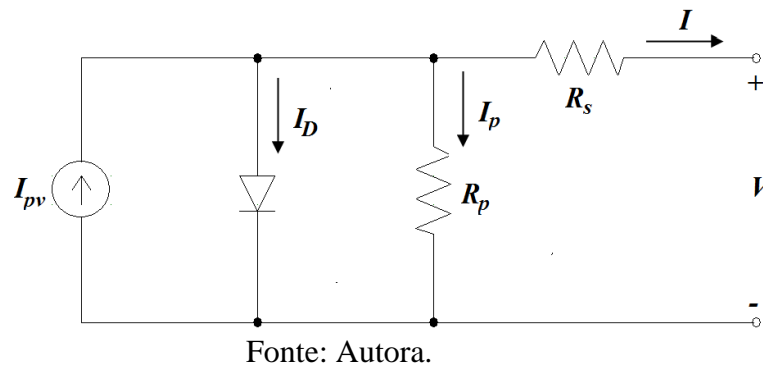 I
+
R_s
I_D
I_p
I_pv
R_p
V
-
Fonte: Autora.